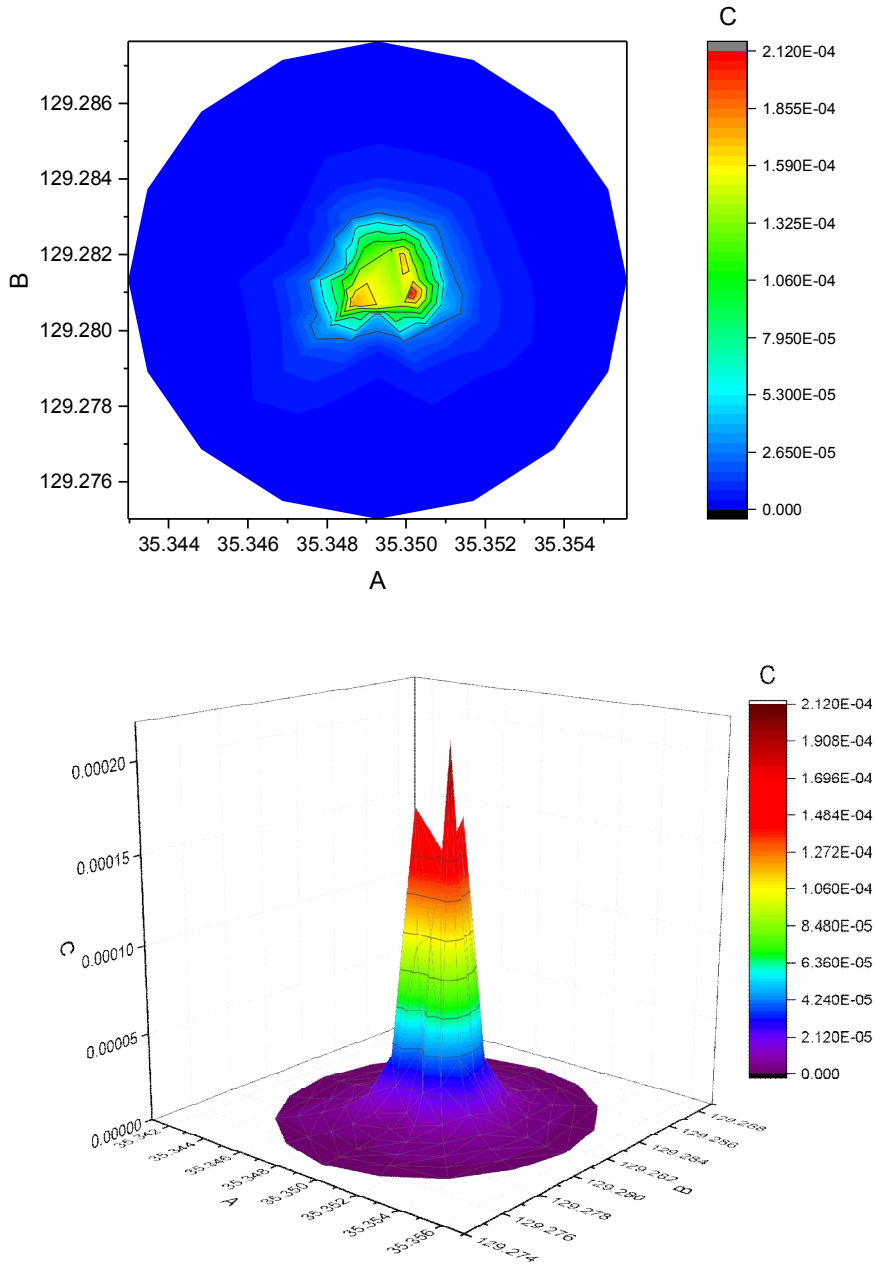 C
2.120E-04
1.855E-04
1.590E-04
1.325E-04
1.060E-04
7.950E-05
5.300E-05
2.650E-05
0.000
129.286
129.284
129.282
129.280
129.278
129.276
B
35.344 35.346 35.348 35.350 35.352 35.354
A
C
2.120E-04
1.908E-04
1.696E-04
1.484E-04
1.272E-04
1.060E-04
8.480E-05
6.360E-05
4.240E-05
2.120E-05
0.000
0.00020
0.00015
0.00010
0.00005
0.00000
C
35.342
35.344
35.346
35.348
35.350
35.352
35.354
35.356
A
129.288
129.286
129.284
129.282
129.280
129.278
129.276
129.274
B